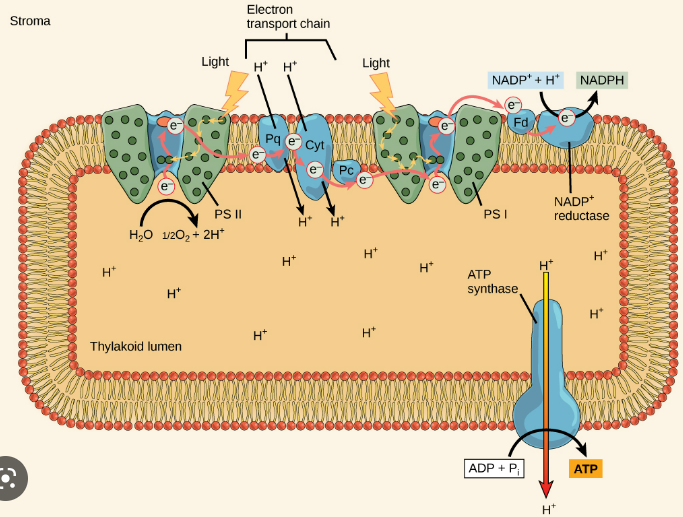 Electron
transport chain
Stroma
Light
H+
H+
Light
NADP+ + H+
NADPH
e–
e–
e–
e–
Fd
e–
Pq
e–
Cyt
e–
e–
Pc
e–
e–
e–
PS II
PS I
NADP+
reductase
H2O
1/2O2 + 2H+
H+
H+
H+
H+
H+
H+
H+
H+
ATP
synthase
H+
H+
H+
H+
Thylakoid lumen
ADP + Pi
ATP
H+